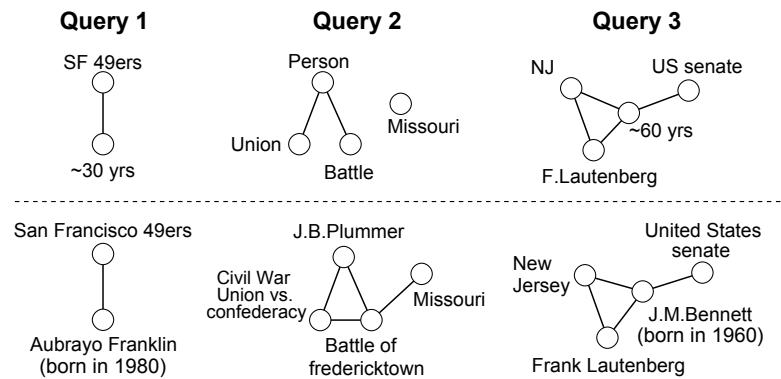 Query 1
Query 2
Query 3
SF 49ers
~30 yrs
Person
Union
Battle
Missouri
NJ
US senate
~60 yrs
F.Lautenberg
San Francisco 49ers
Aubrayo Franklin
(born in 1980)
J.B.Plummer
Civil War
Union vs.
confederacy
Missouri
Battle of
fredericktown
United States
senate
New
Jersey
J.M.Bennett
(born in 1960)
Frank Lautenberg